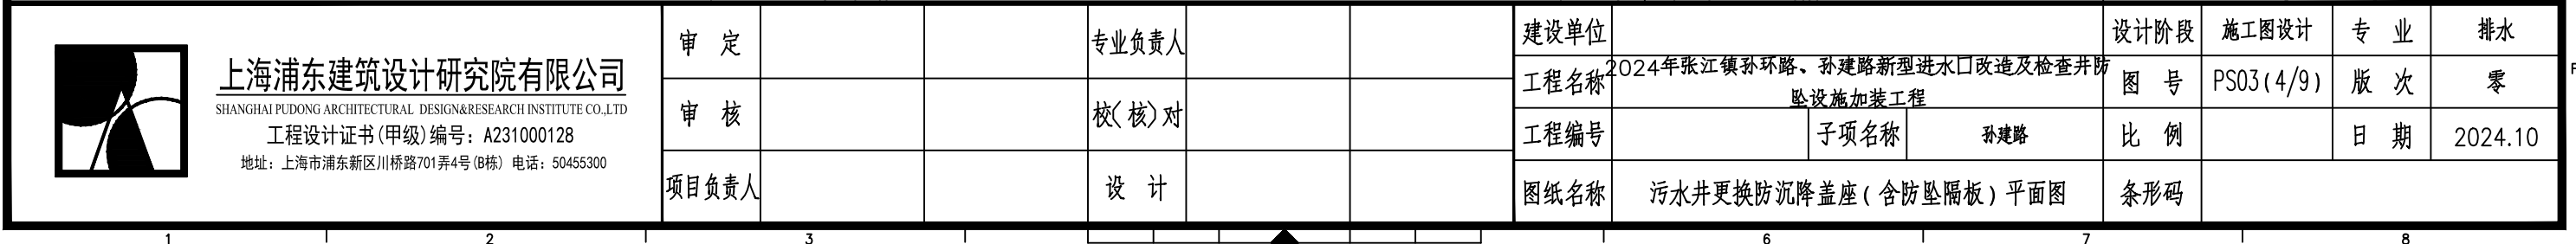 上海浦东建筑设计研究院有限公司
SHANGHAI PUDONG ARCHITECTURAL DESIGN&RESEARCH INSTITUTE CO.,LTD
工程设计证书(甲级)编号：A231000128
地址：上海市浦东新区川桥路701弄4号(B栋) 电话：50455300
审 定
审 核
项目负责人
专业负责人
校(核)对
设 计
建设单位
设计阶段 施工图设计 专 业 排水
工程名称 2024年张江镇孙环路、孙建路新型进水口改造及检查井防
坠设施加装工程
图 号 PS03(4/9) 版 次 零
工程编号 子项名称 孙建路 比 例 日 期 2024.10
图纸名称 污水井更换防沉降盖座(含防坠隔板)平面图 条形码
1 2 3 6 7 8